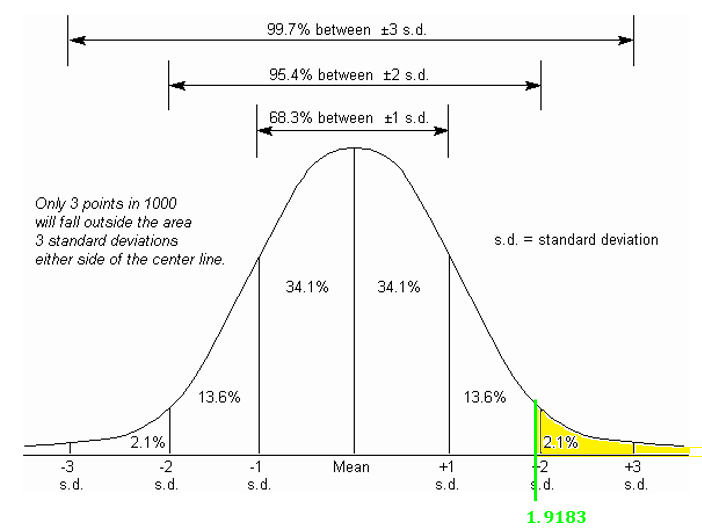 99.7% between ±3 s.d.
95.4% between ±2 s.d.
68.3% between ±1 s.d.
Only 3 points in 1000
will fall outside the area
3 standard deviations
either side of the center line.
s.d. = standard deviation
34.1% 34.1%
13.6% 13.6%
2.1% 2.1%
-3 -2 -1 Mean +1 +2 +3
s.d. s.d. s.d. s.d. s.d. s.d.
1.9183